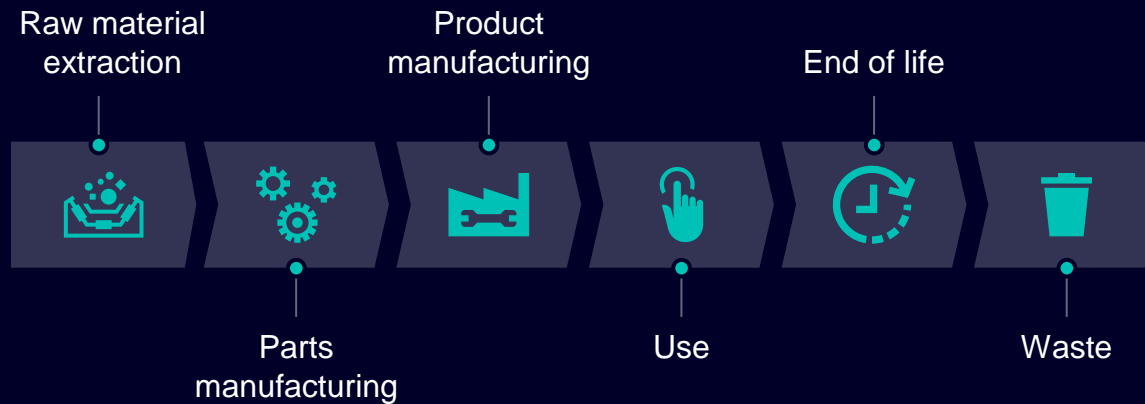 Raw material
extraction
Parts
manufacturing
Product
manufacturing
Use
End of life
Waste